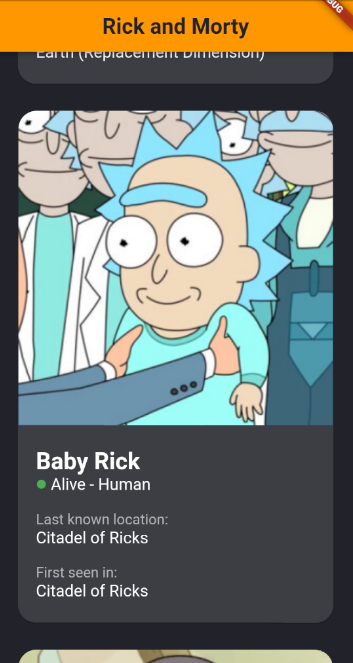 Rick and Morty
Earth (Replacement Dimension)
Baby Rick
Alive - Human
Last known location:
Citadel of Ricks
First seen in:
Citadel of Ricks